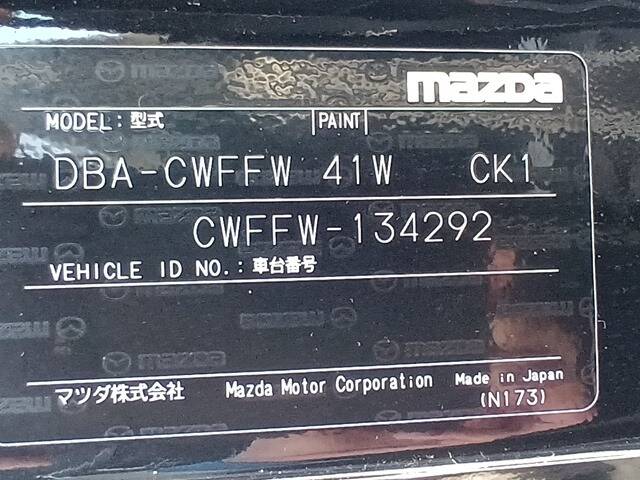 mazda
MODEL: 型式 |PAINT|
DBA-CWFFW 41W CK1
CWFFW-134292
VEHICLE ID NO.: 車台番号
マツダ株式会社 Mazda Motor Corporation Made in Japan
(N173)